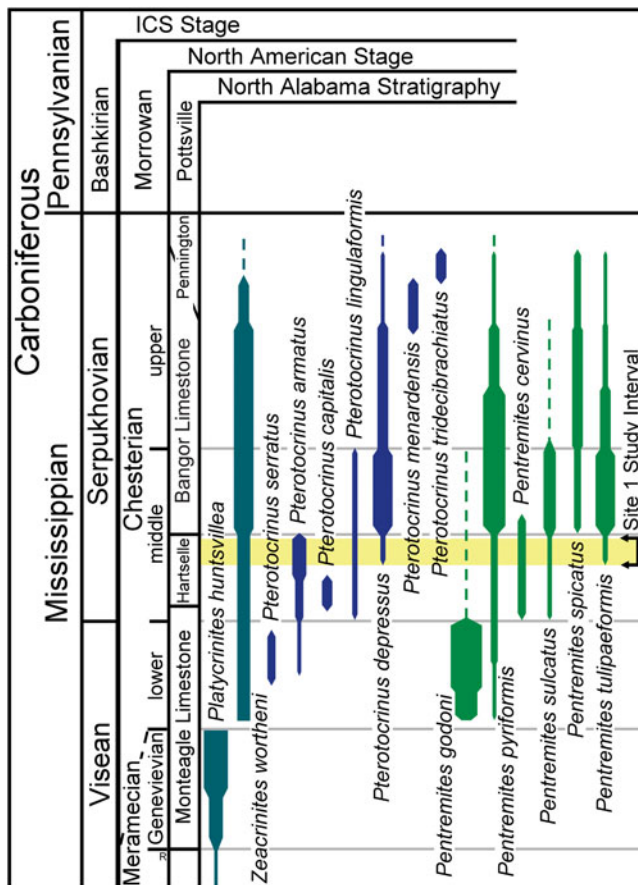 ICS Stage
North American Stage
North Alabama Stratigraphy
Carboniferous
Pennsylvanian
Mississippian
Bashkirian
Serpukhovian
Visean
Morrowan
Chesterian
upper
middle
lower
Meramecian
Genevievian
R
Pottsville
Pennington
Bangor Limestone
Hartselle
Monteagle Limestone
Platycrinites huntsvillea
Zeacrinites wortheni
Pterotocrinus serratus
Pterotocrinus armatus
Pterotocrinus capitalis
Pterotocrinus lingulaformis
Pterotocrinus depressus
Pterotocrinus menardensis
Pterotocrinus tridecibrachiatus
Pentremites godoni
Pentremites pyriformis
Pentremites cervinus
Pentremites sulcatus
Pentremites spicatus
Pentremites tulipaeformis
Site 1 Study Interval